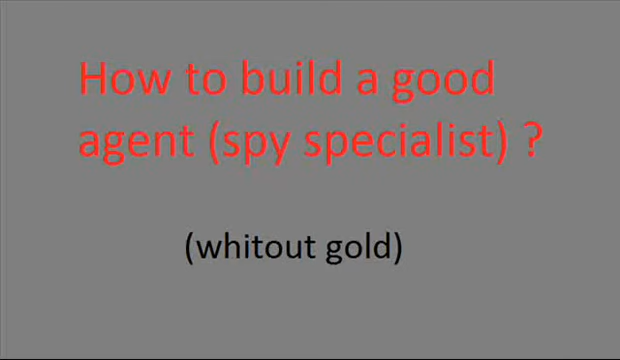 How to build a good
agent (spy specialist) ?
(whitout gold)